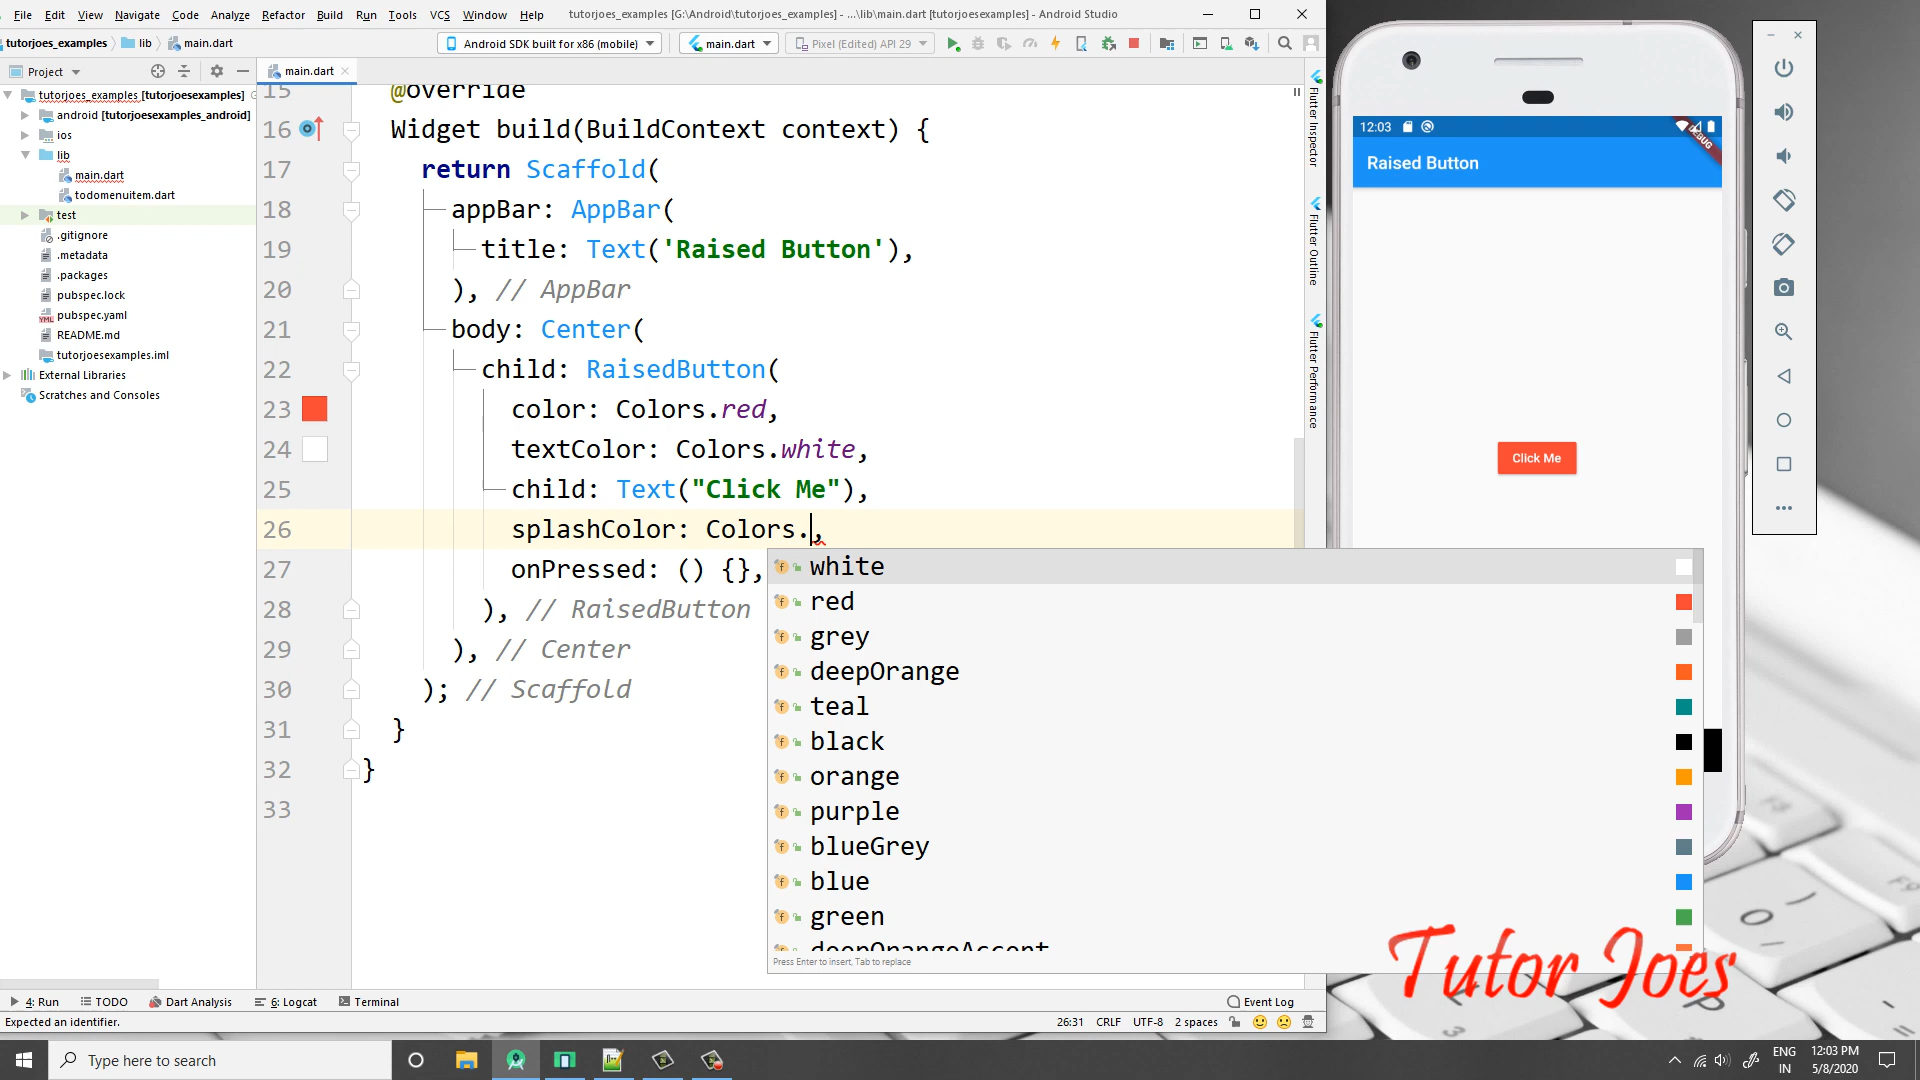 File Edit View Navigate Code Analyze Refactor Build Run Tools VCS Window Help tutorjoes_examples [G:\Android\tutorjoes_examples] - ...\lib\main.dart [tutorjoesexamples] - Android Studio
tutorjoes_examples lib main.dart Android SDK built for x86 (mobile) main.dart Pixel (Edited) API 29
Project main.dart
tutorjoes_examples [tutorjoesexamples]
android [tutorjoesexamples_android]
ios
lib
main.dart
todomenuitem.dart
test
.gitignore
.metadata
.packages
pubspec.lock
pubspec.yaml
README.md
tutorjoesexamples.iml
External Libraries
Scratches and Consoles
15 @override
16 Widget build(BuildContext context) {
17 return Scaffold(
18 appBar: AppBar(
19 title: Text('Raised Button'),
20 ), // AppBar
21 body: Center(
22 child: RaisedButton(
23 color: Colors.red,
24 textColor: Colors.white,
25 child: Text("Click Me"),
26 splashColor: Colors.,
27 onPressed: () {},
28 ), // RaisedButton
29 ), // Center
30 ); // Scaffold
31 }
32 }
33
white
red
grey
deepOrange
teal
black
orange
purple
blueGrey
blue
green
deepOrangeAccent
Press Enter to insert, Tab to replace
Flutter Inspector
Flutter Outline
Flutter Performance
12:03
DEBUG
Raised Button
Click Me
Tutor Joes
4: Run TODO Dart Analysis 6: Logcat Terminal Event Log
Expected an identifier. 26:31 CRLF UTF-8 2 spaces
Type here to search
ENG
IN
12:03 PM
5/8/2020